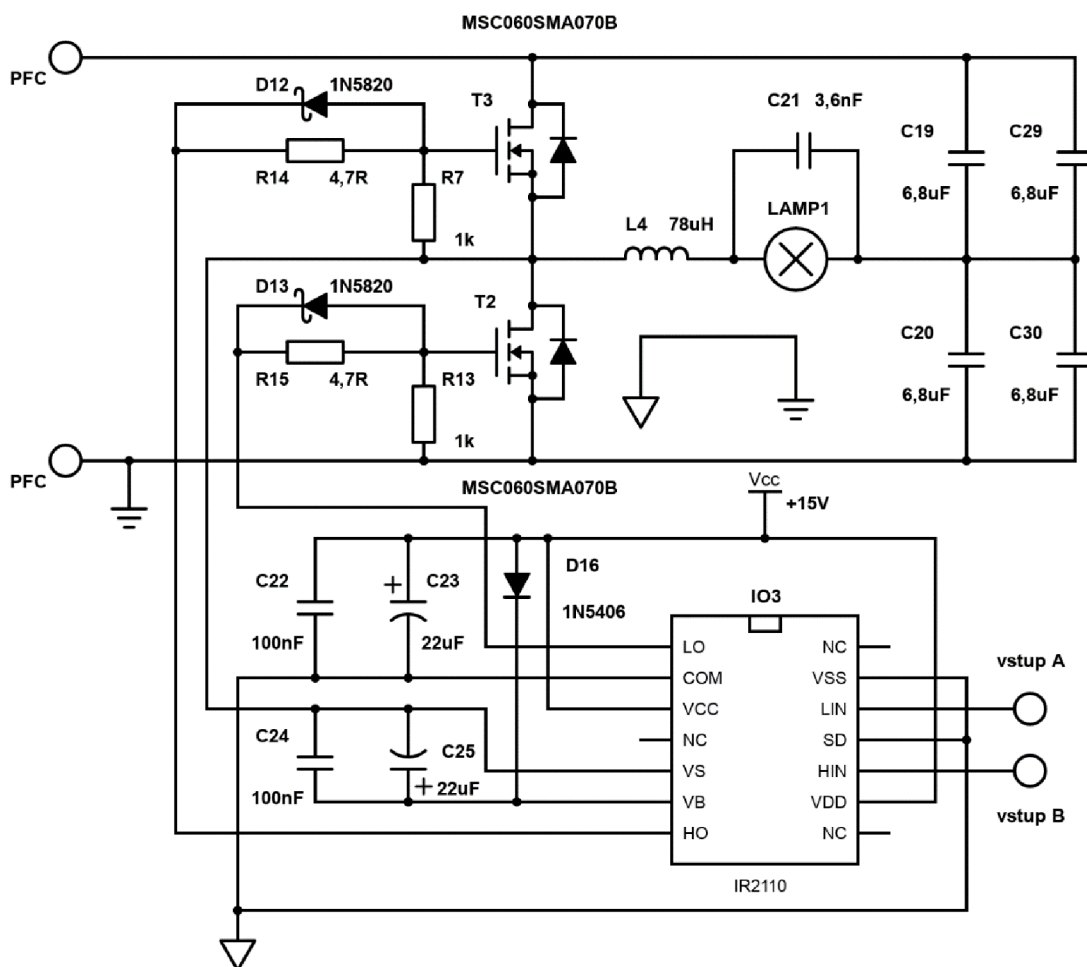 MSC060SMA070B
PFC
D12 1N5820
T3
C21 3,6nF
C19 C29
R14 4,7R R7
6,8uF 6,8uF
LAMP1
L4 78uH
1k
D13 1N5820
T2
C20 C30
R15 4,7R R13
6,8uF 6,8uF
1k
PFC
MSC060SMA070B
Vcc
+15V
D16
C22 + C23
1N5406
IO3
100nF 22uF
LO NC
vstup A
COM VSS
VCC LIN
C24 C25
NC SD
VS HIN
100nF + 22uF
VB VDD
vstup B
HO NC
IR2110